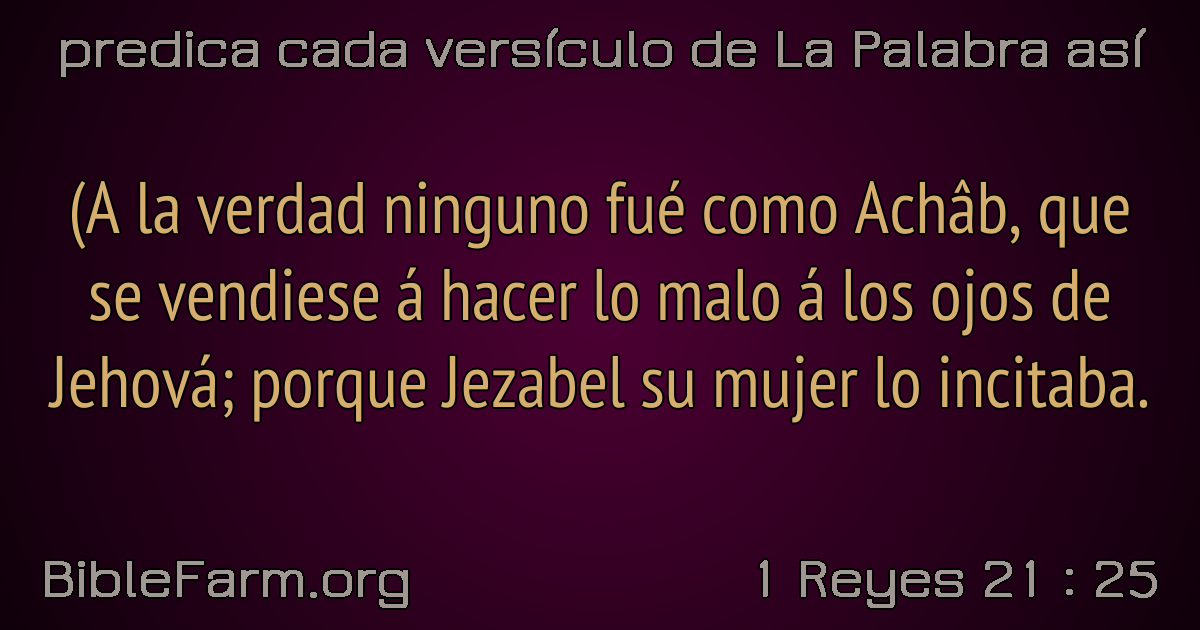 predica cada versículo de La Palabra así
(A la verdad ninguno fué como Achâb, que
se vendiese á hacer lo malo á los ojos de
Jehová; porque Jezabel su mujer lo incitaba.
BibleFarm.org
1 Reyes 21 : 25